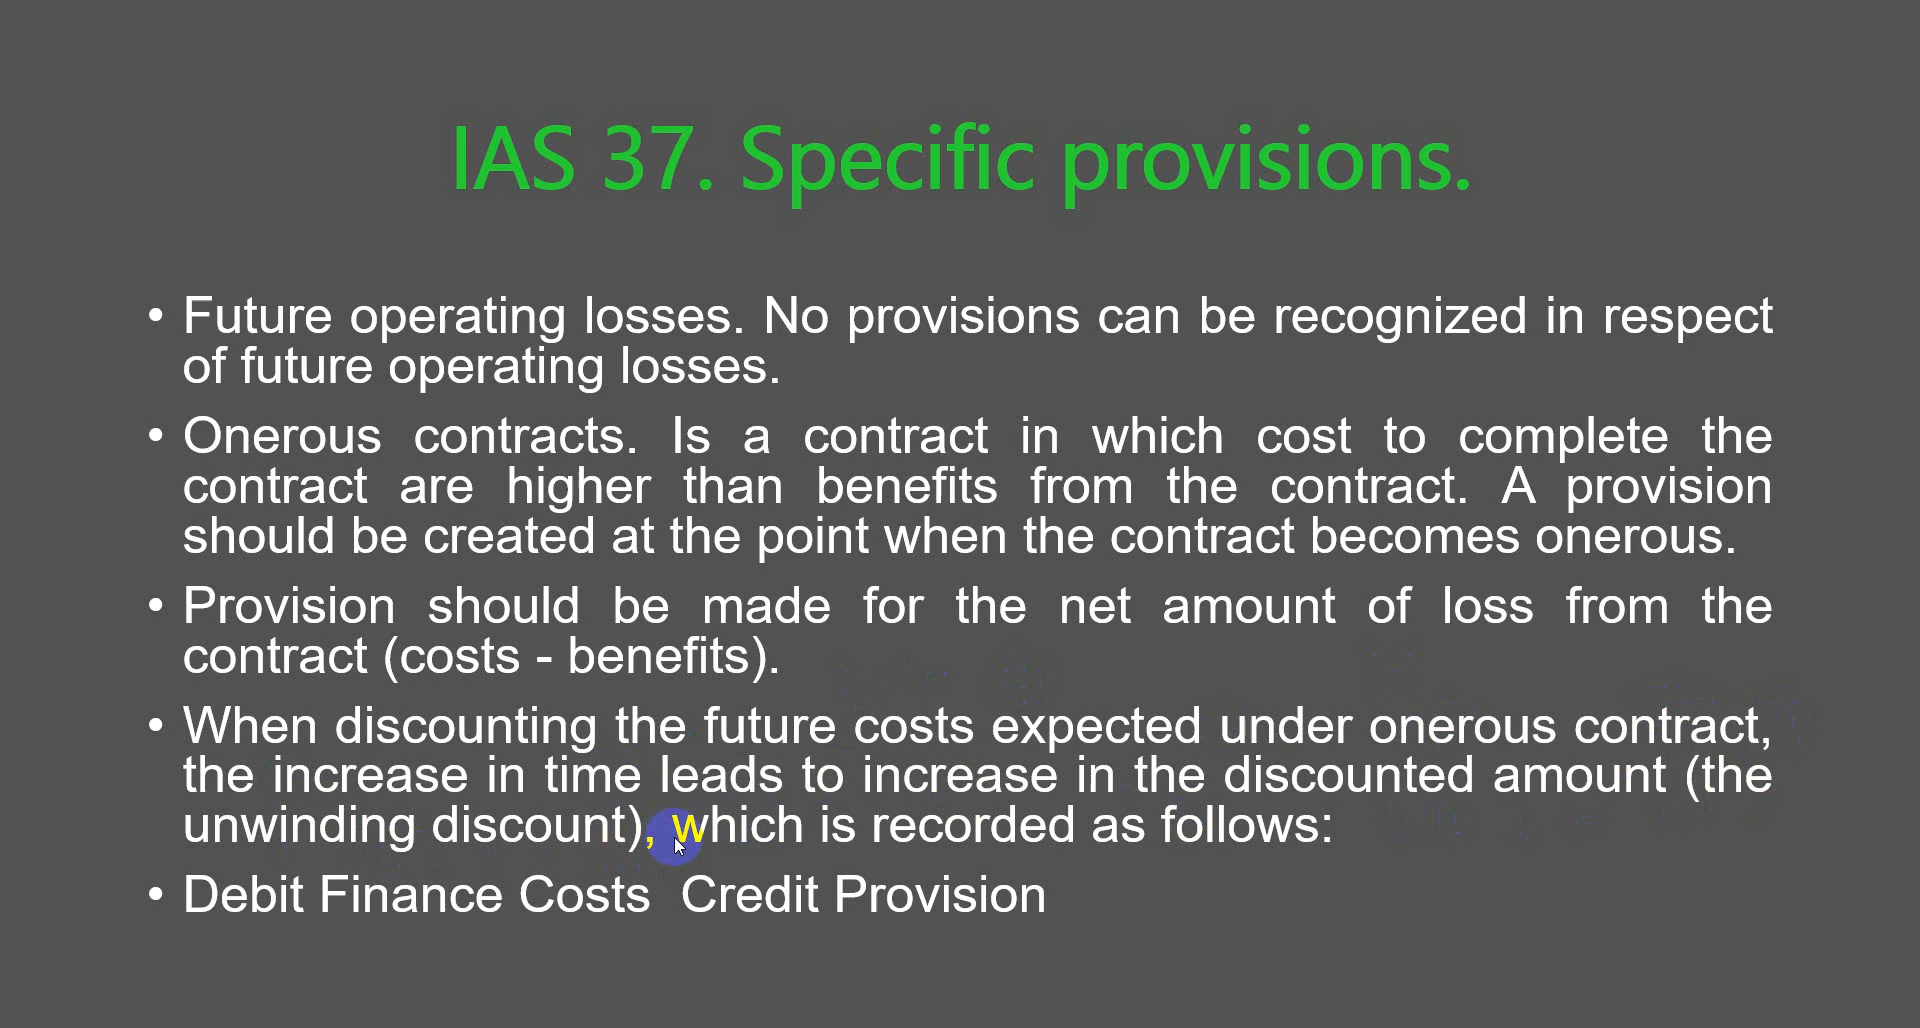 IAS 37. Specific provisions.
• Future operating losses. No provisions can be recognized in respect
of future operating losses.
• Onerous contracts. Is a contract in which cost to complete the
contract are higher than benefits from the contract. A provision
should be created at the point when the contract becomes onerous.
• Provision should be made for the net amount of loss from the
contract (costs - benefits).
• When discounting the future costs expected under onerous contract,
the increase in time leads to increase in the discounted amount (the
unwinding discount), which is recorded as follows:
• Debit Finance Costs  Credit Provision